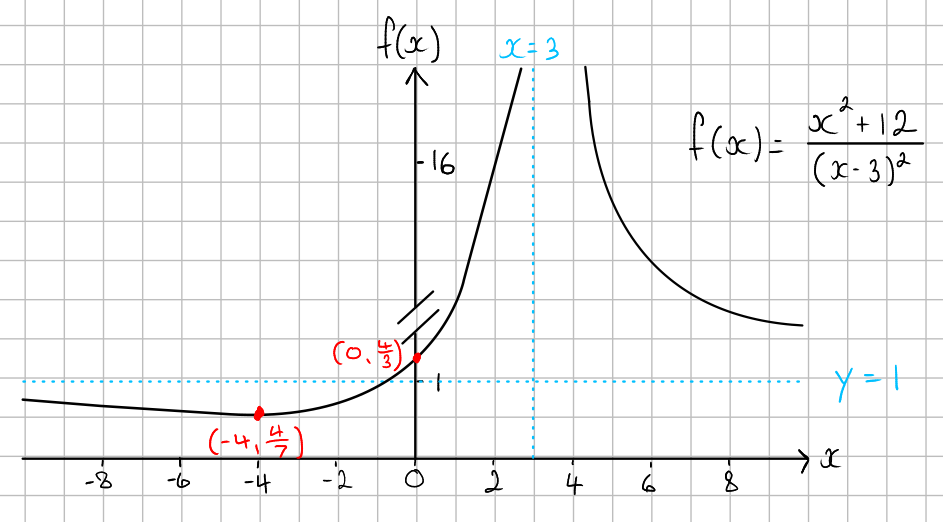 f(x)
x = 3
f(x) = x² + 12 / (x - 3)²
16
(0, 4/3)
1
y = 1
(-4, 4/7)
-8 -6 -4 -2 0 2 4 6 8 x